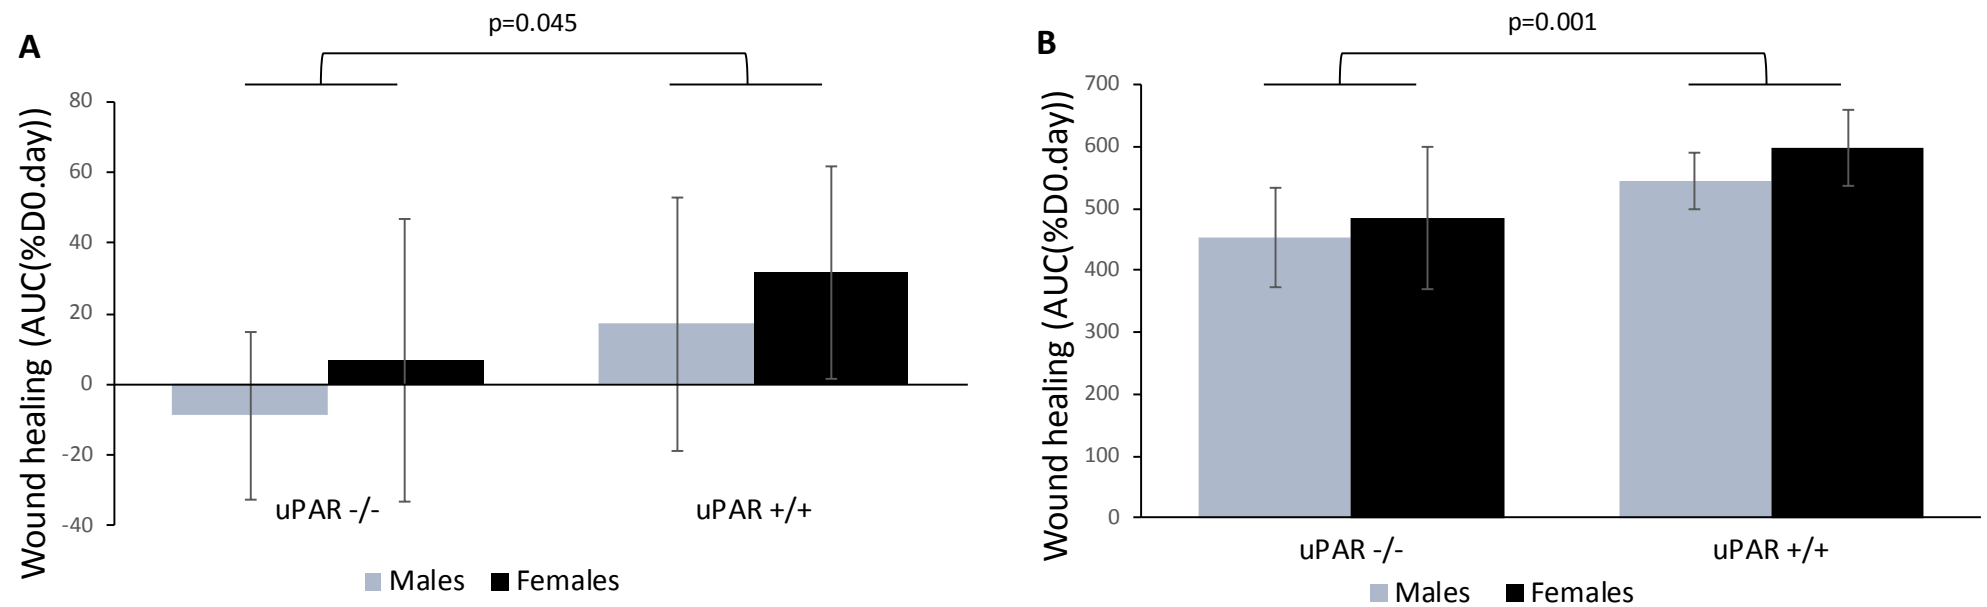 A
p=0.045
Wound healing (AUC(%D0.day))
80
60
40
20
0
-20
-40
uPAR -/-
uPAR +/+
Males
Females
B
p=0.001
Wound healing (AUC(%D0.day))
700
600
500
400
300
200
100
0
uPAR -/-
uPAR +/+
Males
Females